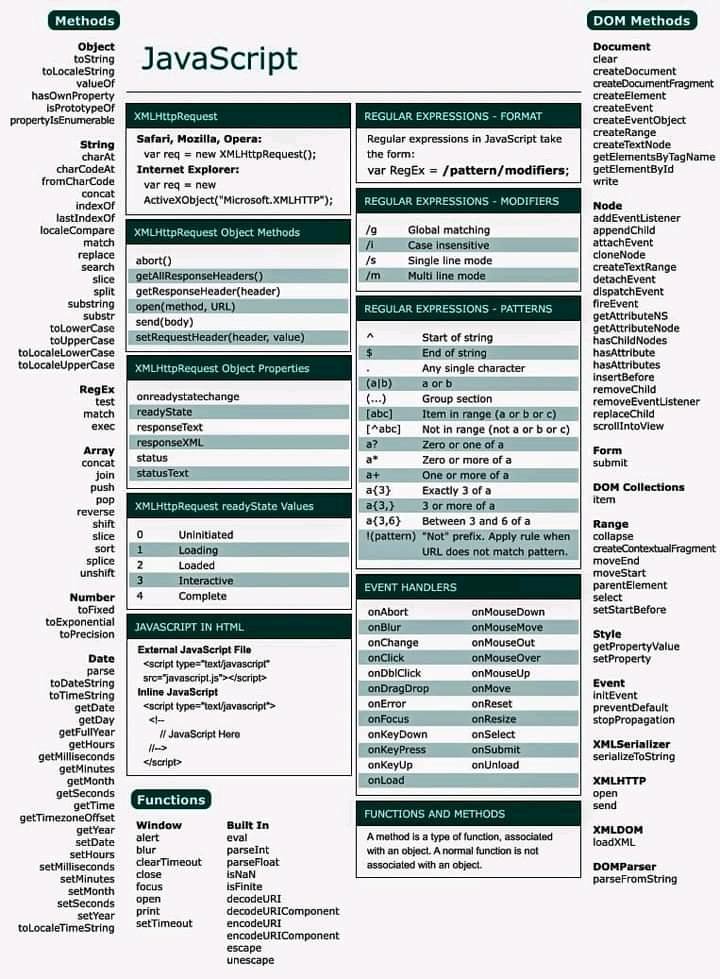 Methods
Object
toString
toLocaleString
valueOf
hasOwnProperty
isPrototypeOf
propertyIsEnumerable
String
charAt
charCodeAt
fromCharCode
concat
indexOf
lastIndexOf
localeCompare
match
replace
search
slice
split
substring
substr
toLowerCase
toUpperCase
toLocaleLowerCase
toLocaleUpperCase
RegEx
test
match
exec
Array
concat
join
push
pop
reverse
shift
slice
sort
splice
unshift
Number
toFixed
toExponential
toPrecision
Date
parse
toDateString
toTimeString
getDate
getDay
getFullYear
getHours
getMilliseconds
getMinutes
getMonth
getSeconds
getTime
getTimezoneOffset
getYear
setDate
setHours
setMilliseconds
setMinutes
setMonth
setSeconds
setYear
toLocaleTimeString
JavaScript
XMLHttpRequest
Safari, Mozilla, Opera:
var req = new XMLHttpRequest();
Internet Explorer:
var req = new
ActiveXObject("Microsoft.XMLHTTP");
XMLHttpRequest Object Methods
abort()
getAllResponseHeaders()
getResponseHeader(header)
open(method, URL)
send(body)
setRequestHeader(header, value)
XMLHttpRequest Object Properties
onreadystatechange
readyState
responseText
responseXML
status
statusText
XMLHttpRequest readyState Values
0 Uninitiated
1 Loading
2 Loaded
3 Interactive
4 Complete
JAVASCRIPT IN HTML
External JavaScript File
<script type="text/javascript"
src="javascript.js"></script>
Inline JavaScript
<script type="text/javascript">
<!--
// JavaScript Here
//-->
</script>
Functions
Window
alert
blur
clearTimeout
close
focus
open
print
setTimeout
Built In
eval
parseInt
parseFloat
isNaN
isFinite
decodeURI
decodeURIComponent
encodeURI
encodeURIComponent
escape
unescape
REGULAR EXPRESSIONS - FORMAT
Regular expressions in JavaScript take
the form:
var RegEx = /pattern/modifiers;
REGULAR EXPRESSIONS - MODIFIERS
/g Global matching
/i Case insensitive
/s Single line mode
/m Multi line mode
REGULAR EXPRESSIONS - PATTERNS
^ Start of string
$ End of string
. Any single character
(a|b) a or b
(...) Group section
[abc] Item in range (a or b or c)
[^abc] Not in range (not a or b or c)
a? Zero or one of a
a* Zero or more of a
a+ One or more of a
a{3} Exactly 3 of a
a{3,} 3 or more of a
a{3,6} Between 3 and 6 of a
!(pattern) "Not" prefix. Apply rule when
URL does not match pattern.
EVENT HANDLERS
onAbort onMouseDown
onBlur onMouseMove
onChange onMouseOut
onClick onMouseOver
onDblClick onMouseUp
onDragDrop onMove
onError onReset
onFocus onResize
onKeyDown onSelect
onKeyPress onSubmit
onKeyUp onUnload
onLoad
FUNCTIONS AND METHODS
A method is a type of function, associated
with an object. A normal function is not
associated with an object.
DOM Methods
Document
clear
createDocument
createDocumentFragment
createElement
createEvent
createEventObject
createRange
createTextNode
getElementsByTagName
getElementById
write
Node
addEventListener
appendChild
attachEvent
cloneNode
createTextRange
detachEvent
dispatchEvent
fireEvent
getAttributeNS
getAttributeNode
hasChildNodes
hasAttribute
hasAttributes
insertBefore
removeChild
removeEventListener
replaceChild
scrollIntoView
Form
submit
DOM Collections
item
Range
collapse
createContextualFragment
moveEnd
moveStart
parentElement
select
setStartBefore
Style
getPropertyValue
setProperty
Event
initEvent
preventDefault
stopPropagation
XMLSerializer
serializeToString
XMLHTTP
open
send
XMLDOM
loadXML
DOMParser
parseFromString